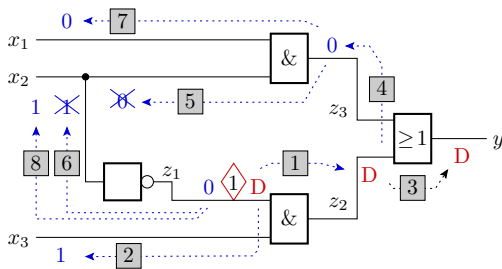 0 7
x₁ & 0
x₂ 4
1 1 0 5 z₃
≥1 y
8 6 z₁ 1 D D
0 1 D 3
& z₂
x₃
1 2